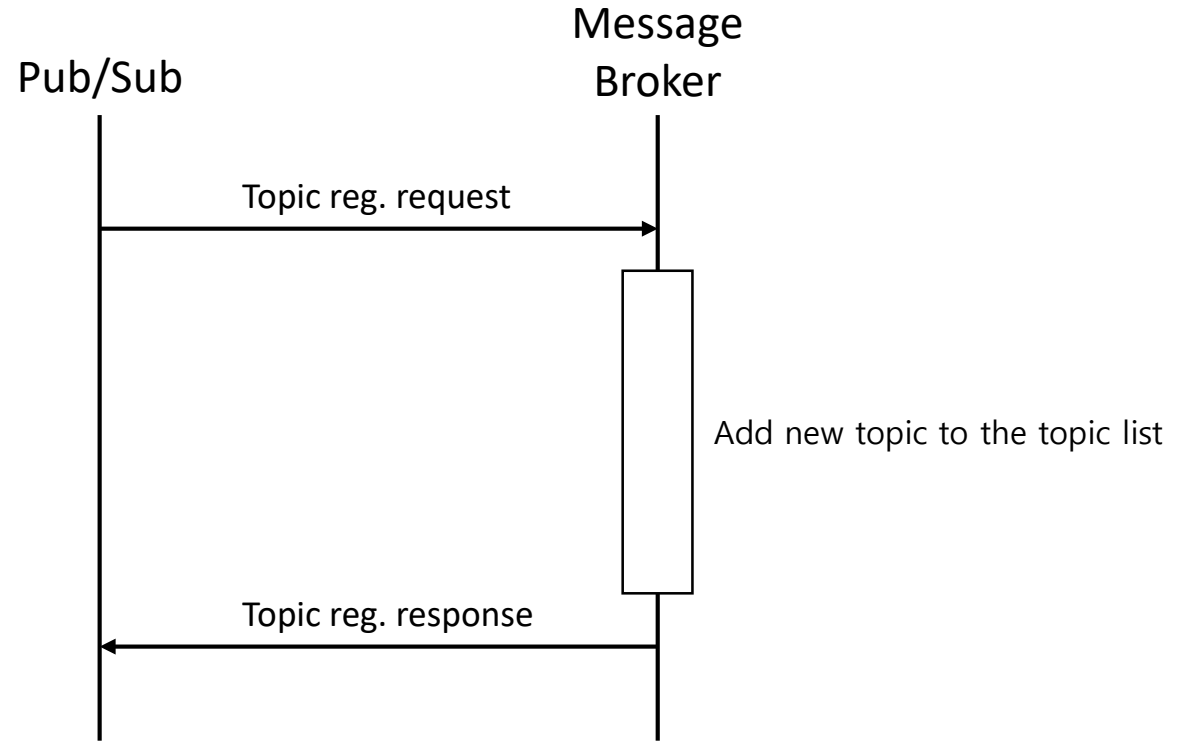 Message
Broker
Pub/Sub
Topic reg. request
Add new topic to the topic list
Topic reg. response